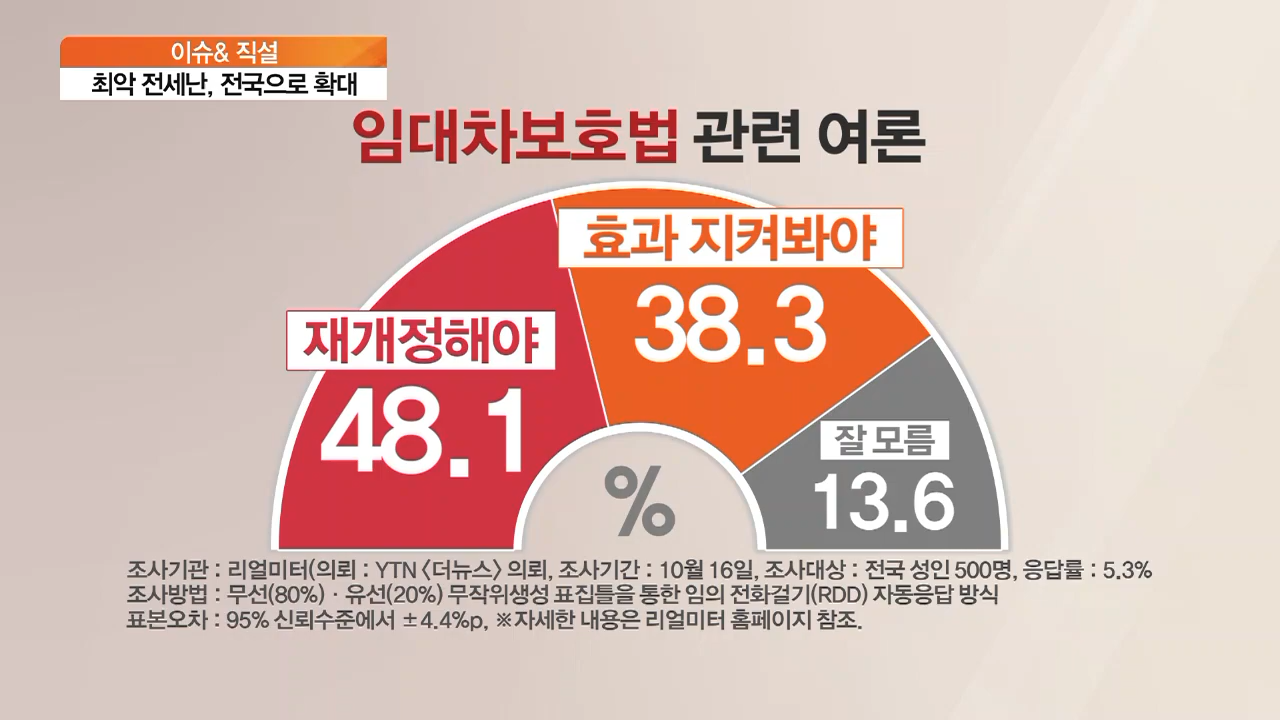 이슈& 직설
최악 전세난, 전국으로 확대
임대차보호법 관련 여론
효과 지켜봐야
38.3
재개정해야
48.1
잘 모름
13.6
%
조사기관 : 리얼미터(의뢰 : YTN <더뉴스> 의뢰, 조사기간 : 10월 16일, 조사대상 : 전국 성인 500명, 응답률 : 5.3%
조사방법 : 무선(80%) · 유선(20%) 무작위생성 표집틀을 통한 임의 전화걸기(RDD) 자동응답 방식
표본오차 : 95% 신뢰수준에서 ±4.4%p, ※자세한 내용은 리얼미터 홈페이지 참조.